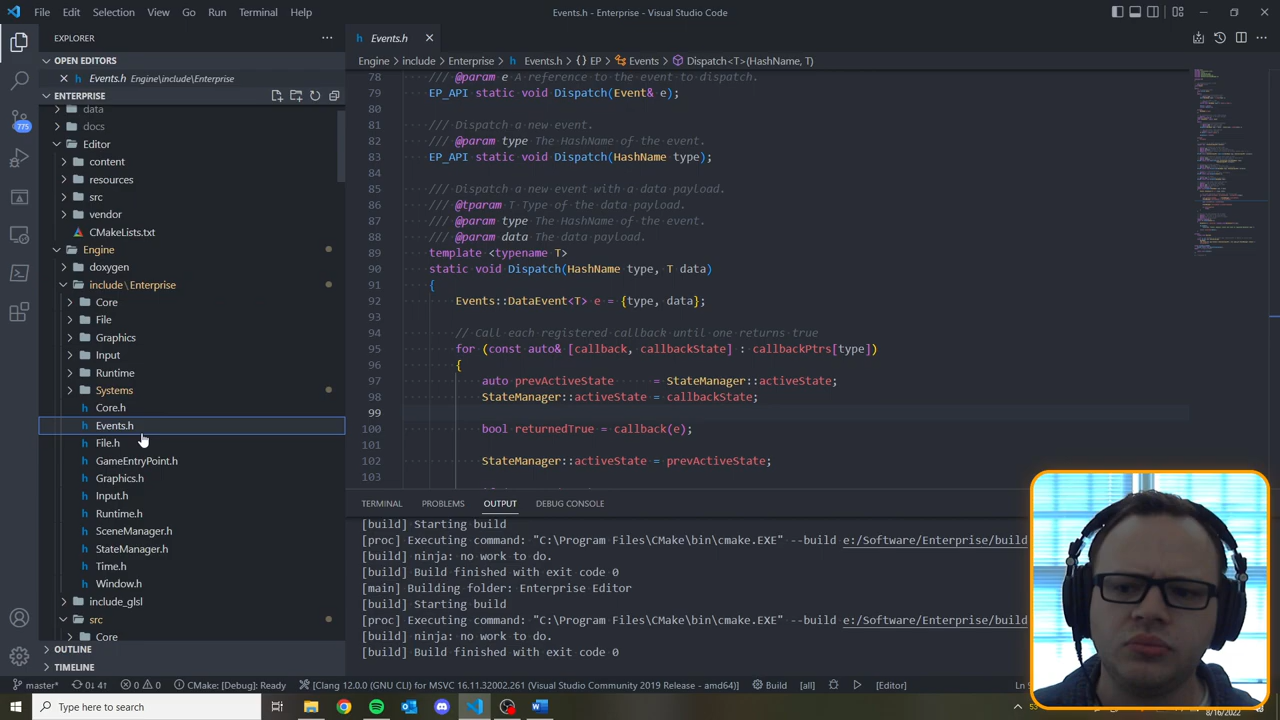 File Edit Selection View Go Run Terminal Help
Events.h - Enterprise - Visual Studio Code
EXPLORER
OPEN EDITORS
Events.h Engine\include\Enterprise
ENTERPRISE
data
docs
Editor
content
resources
src
vendor
CMakeLists.txt
Engine
doxygen
include\Enterprise
Core
File
Graphics
Input
Runtime
Systems
Core.h
Events.h
File.h
GameEntryPoint.h
Graphics.h
Input.h
Runtime.h
SceneManager.h
StateManager.h
Time.h
Window.h
include_glsl
src
Core
OUTLINE
TIMELINE
775
Events.h
Engine > include > Enterprise > Events.h > {} EP > Events > Dispatch<T>(HashName, T)
78 /// @param e A reference to the event to dispatch.
79 EP_API static void Dispatch(Event& e);
80
81 /// Dispatch a new event.
82 /// @param type The HashName of the event.
83 EP_API static void Dispatch(HashName type);
84
85 /// Dispatch a new event with a data payload.
86 /// @tparam T Type of the data payload.
87 /// @param type The HashName of the event.
88 /// @param data The data payload.
89 template<typename T>
90 static void Dispatch(HashName type, T data)
91 {
92 Events::DataEvent<T> e = {type, data};
93
94 // Call each registered callback until one returns true
95 for (const auto& [callback, callbackState] : callbackPtrs[type])
96 {
97 auto prevActiveState = StateManager::activeState;
98 StateManager::activeState = callbackState;
99
100 bool returnedTrue = callback(e);
101
102 StateManager::activeState = prevActiveState;
TERMINAL PROBLEMS OUTPUT DEBUG CONSOLE
[build] Starting build
[proc] Executing command: "C:\Program Files\CMake\bin\cmake.EXE" --build e:/Software/Enterprise/build
[build] ninja: no work to do.
[build] Build finished with exit code 0
[main] Building folder: Enterprise Editor
[build] Starting build
[proc] Executing command: "C:\Program Files\CMake\bin\cmake.EXE" --build e:/Software/Enterprise/build
[build] ninja: no work to do.
[build] Build finished with exit code 0
master* 0↓ 4↑ 0 0 CMake: [Debug]: Ready [Clang 12.0.0 (GNU CLI) for MSVC 16.11.32002.261 (Visual Studio Community 2019 Release - amd64)] Build [all] [Editor]
Type here to search
8/16/2022